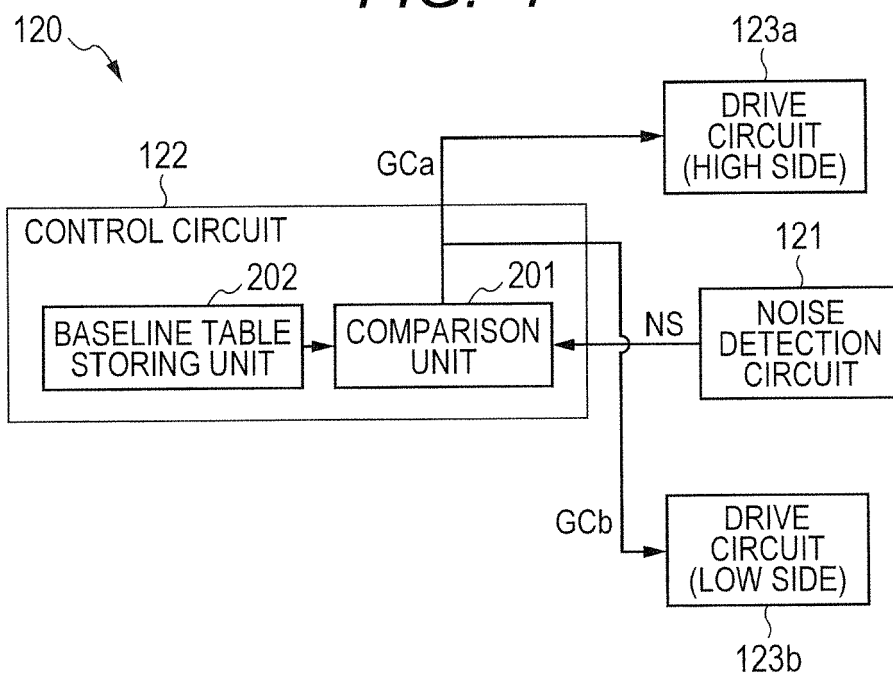 120
123a
DRIVE
CIRCUIT
(HIGH SIDE)
GCa
122
CONTROL CIRCUIT
202
BASELINE TABLE
STORING UNIT
201
COMPARISON
UNIT
NS
121
NOISE
DETECTION
CIRCUIT
GCb
DRIVE
CIRCUIT
(LOW SIDE)
123b